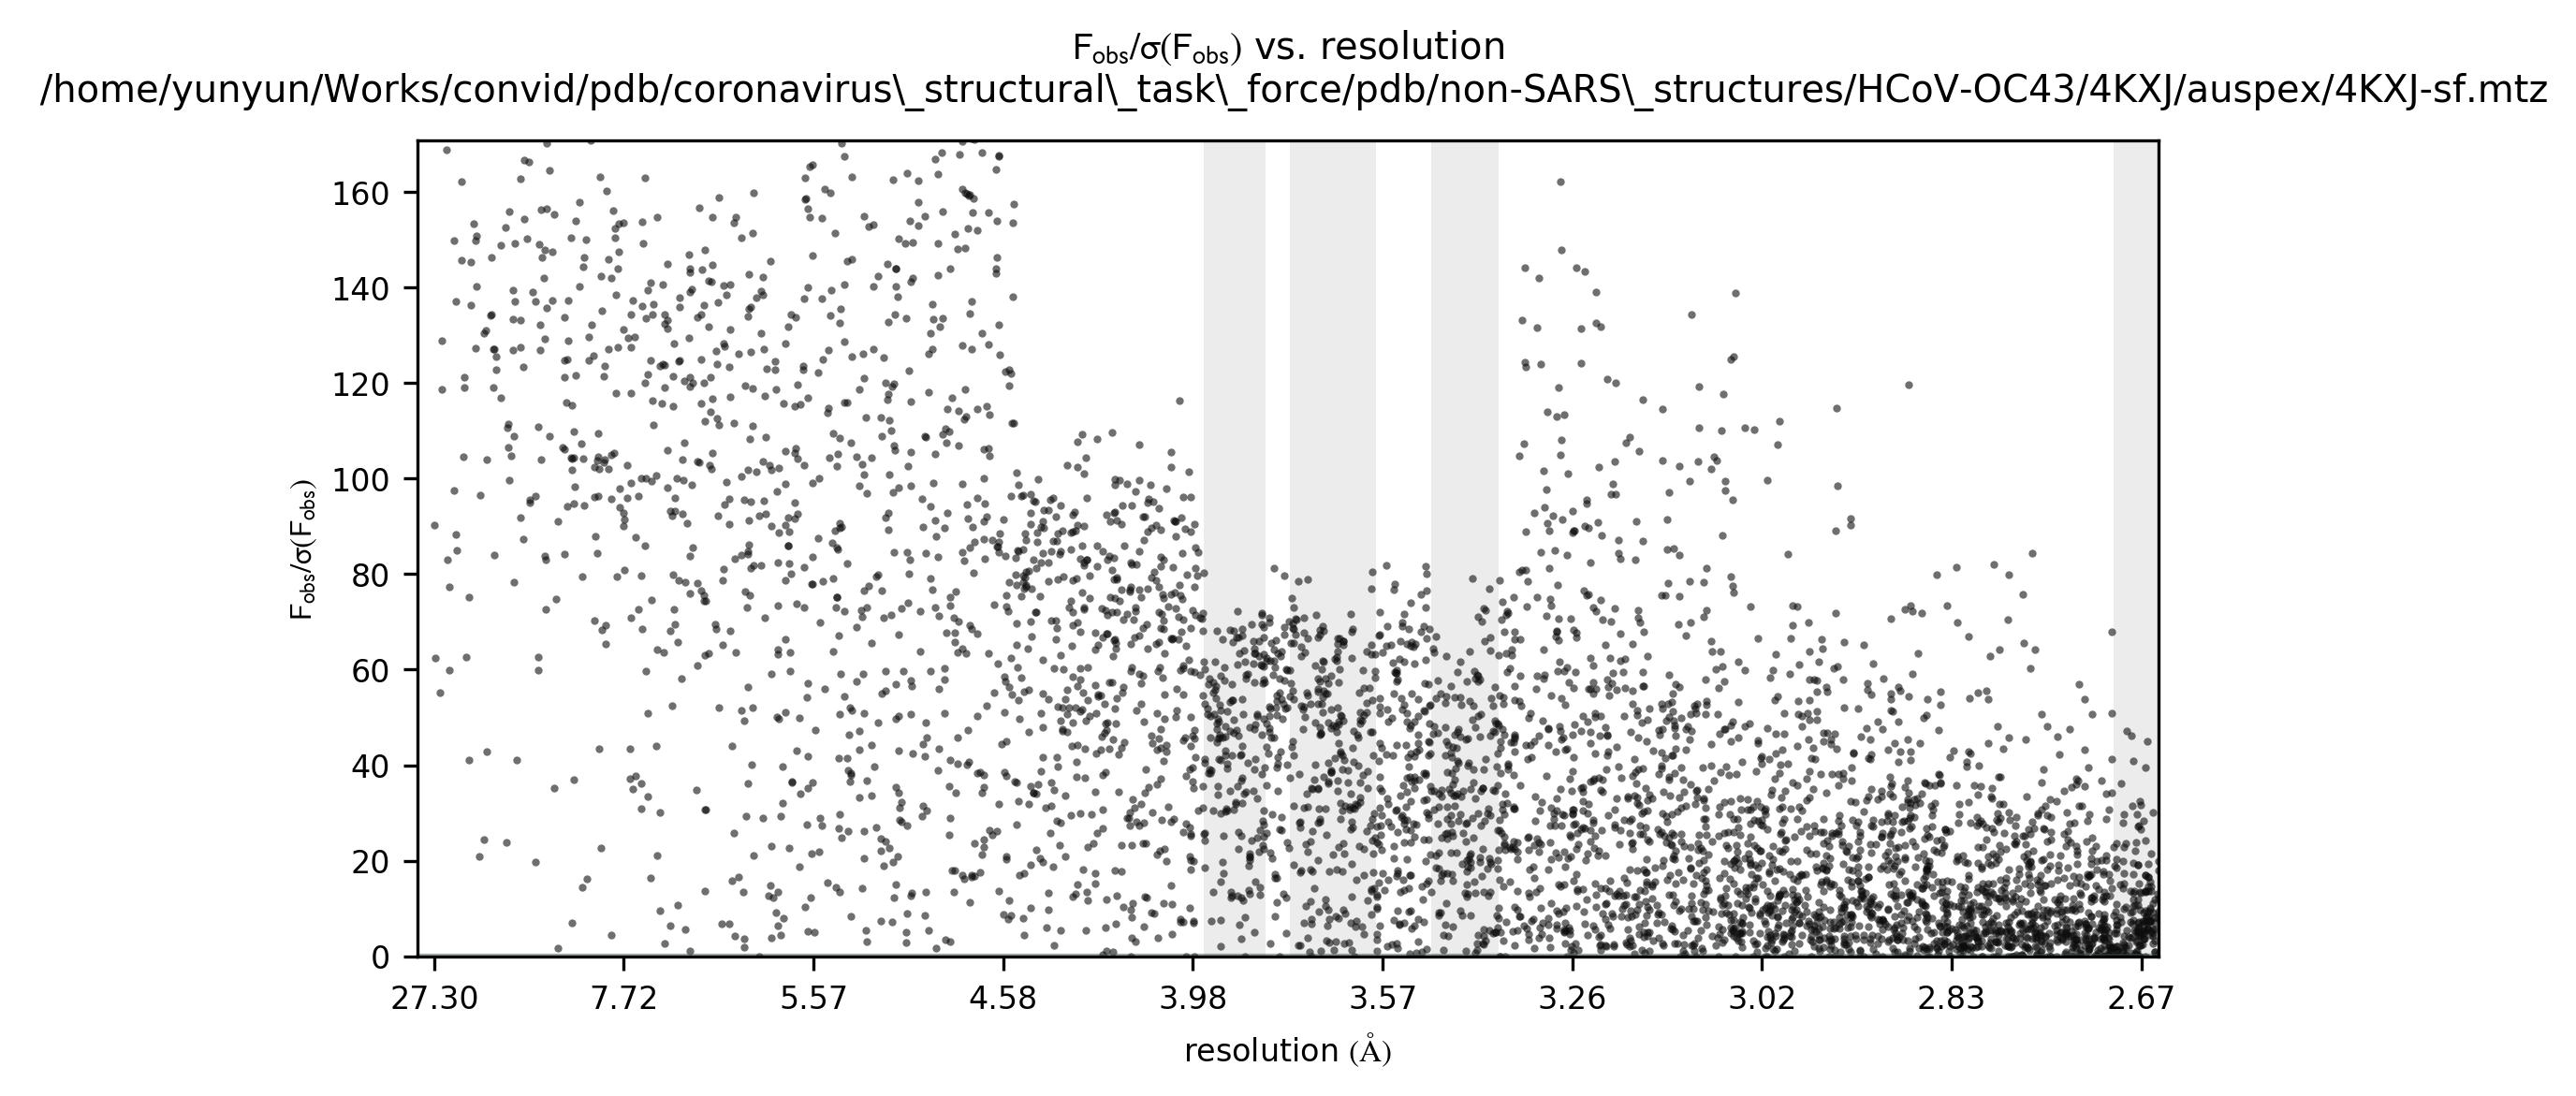 Fobs/σ(Fobs) vs. resolution
/home/yunyun/Works/convid/pdb/coronavirus\_structural\_task\_force/pdb/non-SARS\_structures/HCoV-OC43/4KXJ/auspex/4KXJ-sf.mtz
Fobs/σ(Fobs)
160
140
120
100
80
60
40
20
0
27.30 7.72 5.57 4.58 3.98 3.57 3.26 3.02 2.83 2.67
resolution (Å)